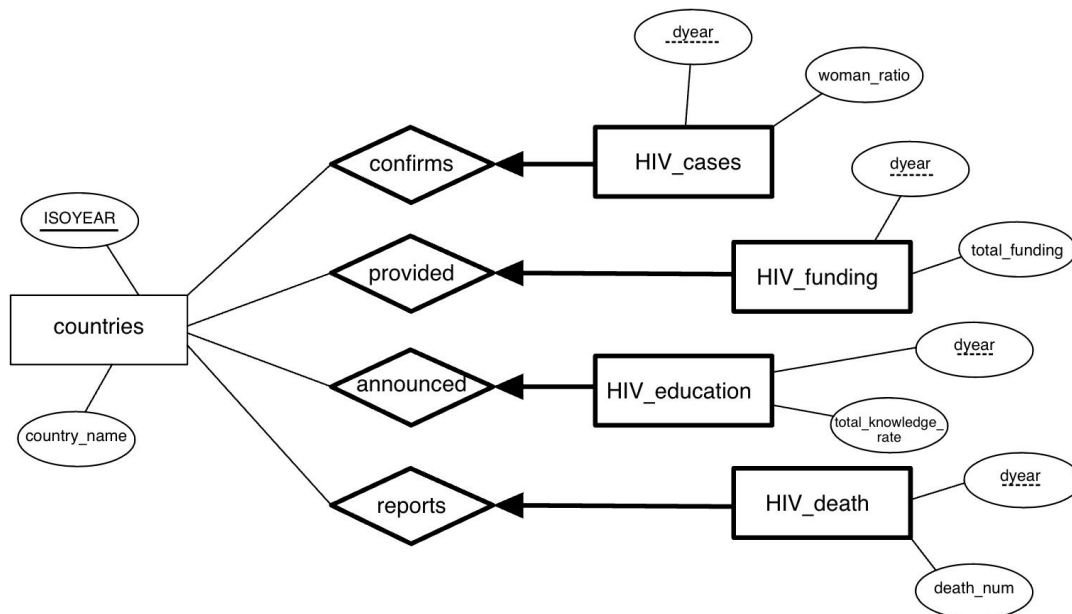 dyear
woman_ratio
confirms
HIV_cases
dyear
ISOYEAR
provided
HIV_funding
total_funding
countries
announced
HIV_education
dyear
country_name
total_knowledge_
rate
reports
HIV_death
dyear
death_num